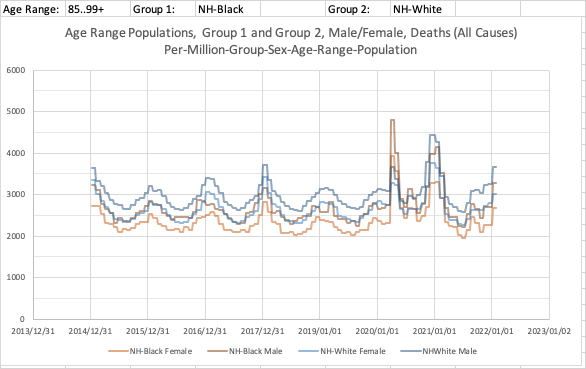 Age Range: 85..99+ Group 1: NH-Black Group 2: NH-White
Age Range Populations, Group 1 and Group 2, Male/Female, Deaths (All Causes)
Per-Million-Group-Sex-Age-Range-Population
6000
5000
4000
3000
2000
1000
0
2013/12/31 2014/12/31 2015/12/31 2016/12/31 2017/12/31 2019/01/01 2020/01/01 2021/01/01 2022/01/01 2023/01/02
NH-Black Female NH-Black Male NH-White Female NHWhite Male